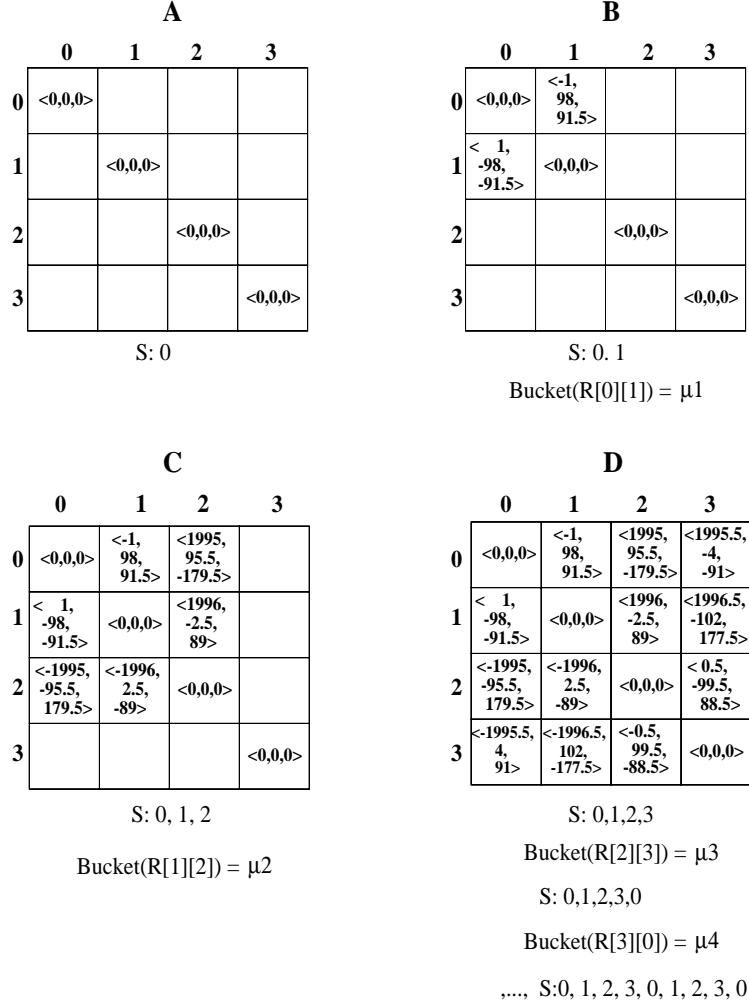 A
0 1 2 3
0 <0,0,0>
1 <0,0,0>
2 <0,0,0>
3 <0,0,0>
S: 0
B
0 1 2 3
0 <0,0,0> <-1, 98, 91.5>
1 < 1, -98, -91.5> <0,0,0>
2 <0,0,0>
3 <0,0,0>
S: 0. 1
Bucket(R[0][1]) = μ1
C
0 1 2 3
0 <0,0,0> <-1, 98, 91.5> <1995, 95.5, -179.5>
1 < 1, -98, -91.5> <0,0,0> <1996, -2.5, 89>
2 <-1995, -95.5, 179.5> <-1996, 2.5, -89> <0,0,0>
3 <0,0,0>
S: 0, 1, 2
Bucket(R[1][2]) = μ2
D
0 1 2 3
0 <0,0,0> <-1, 98, 91.5> <1995, 95.5, -179.5> <1995.5, -4, -91>
1 < 1, -98, -91.5> <0,0,0> <1996, -2.5, 89> <1996.5, -102, 177.5>
2 <-1995, -95.5, 179.5> <-1996, 2.5, -89> <0,0,0> < 0.5, -99.5, 88.5>
3 <-1995.5, 4, 91> <-1996.5, 102, -177.5> <-0.5, 99.5, -88.5> <0,0,0>
S: 0,1,2,3
Bucket(R[2][3]) = μ3
S: 0,1,2,3,0
Bucket(R[3][0]) = μ4
,..., S:0, 1, 2, 3, 0, 1, 2, 3, 0